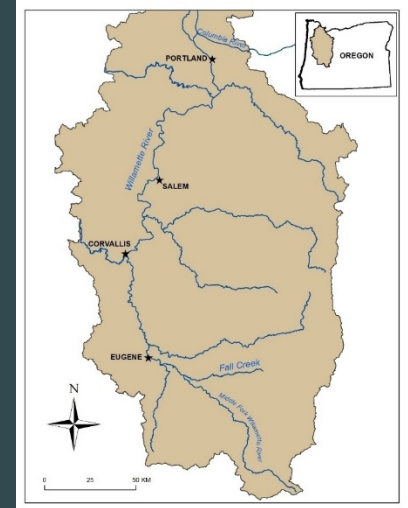 Columbia River
PORTLAND
OREGON
Willamette River
SALEM
CORVALLIS
EUGENE
Fall Creek
Middle Fork Willamette River
N
0 25 50 KM